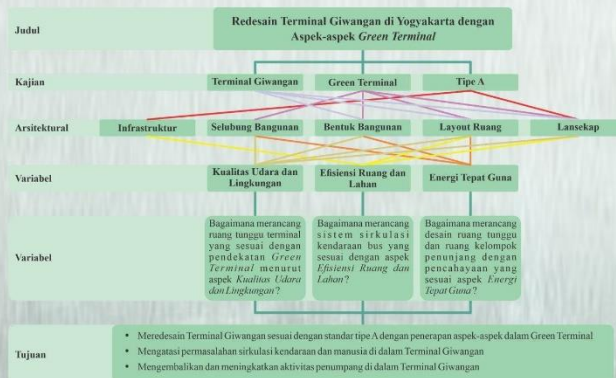 Judul
Redesain Terminal Giwangan di Yogyakarta dengan
Aspek-aspek Green Terminal
Kajian
Terminal Giwangan
Green Terminal
Tipe A
Arsitektural
Infrastruktur
Selubung Bangunan
Bentuk Bangunan
Layout Ruang
Lansekap
Variabel
Kualitas Udara dan
Lingkungan
Efisiensi Ruang dan
Lahan
Energi Tepat Guna
Variabel
Bagaimana merancang
ruang tunggu terminal
yang sesuai dengan
pendekatan Green
Terminal menurut
aspek Kualitas Udara
dan Lingkungan?
Bagaimana merancang
sistem sirkulasi
kendaraan bus yang
sesuai dengan aspek
Efisiensi Ruang dan
Lahan?
Bagaimana merancang
desain ruang tunggu
dan ruang kelompok
penunjang dengan
pencahayaan yang
sesuai aspek Energi
Tepat Guna?
Tujuan
• Meredesain Terminal Giwangan sesuai dengan standar tipe A dengan penerapan aspek-aspek dalam Green Terminal
• Mengatasi permasalahan sirkulasi kendaraan dan manusia di dalam Terminal Giwangan
• Mengembalikan dan meningkatkan aktivitas penumpang di dalam Terminal Giwangan